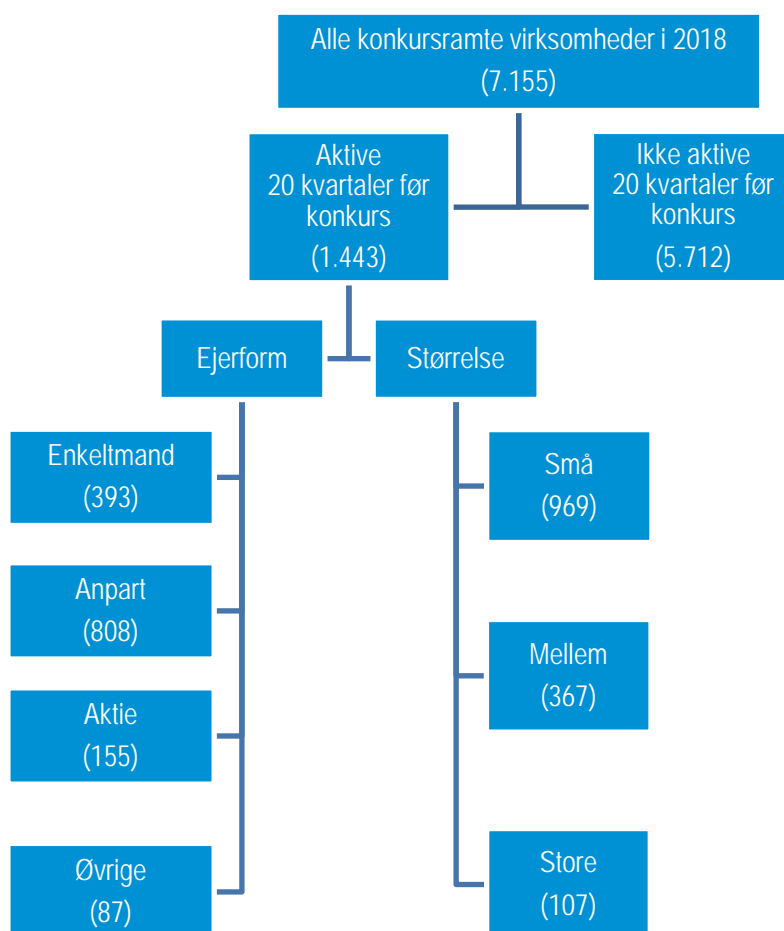 Alle konkursramte virksomheder i 2018
(7.155)
Aktive
20 kvartaler før
konkurs
(1.443)
Ikke aktive
20 kvartaler før
konkurs
(5.712)
Ejerform
Størrelse
Enkeltmand
(393)
Anpart
(808)
Aktie
(155)
Øvrige
(87)
Små
(969)
Mellem
(367)
Store
(107)